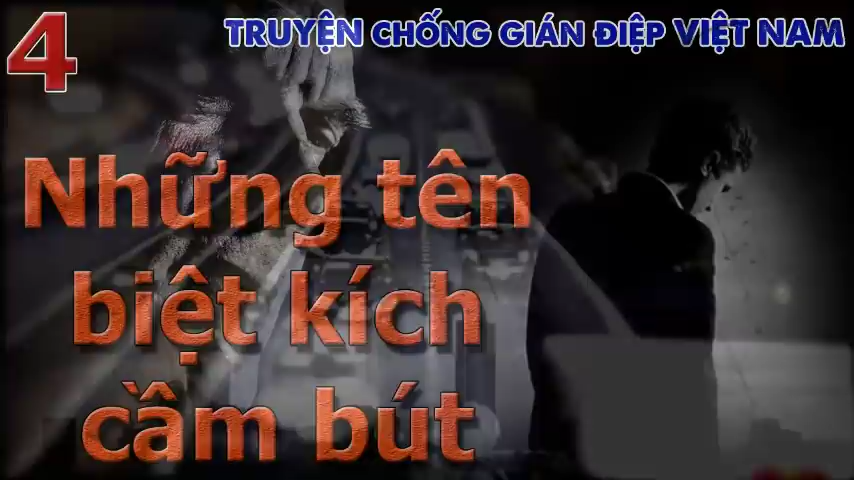 4
TRUYỆN CHỐNG GIÁN ĐIỆP VIỆT NAM
Những tên
biệt kích
cầm bút